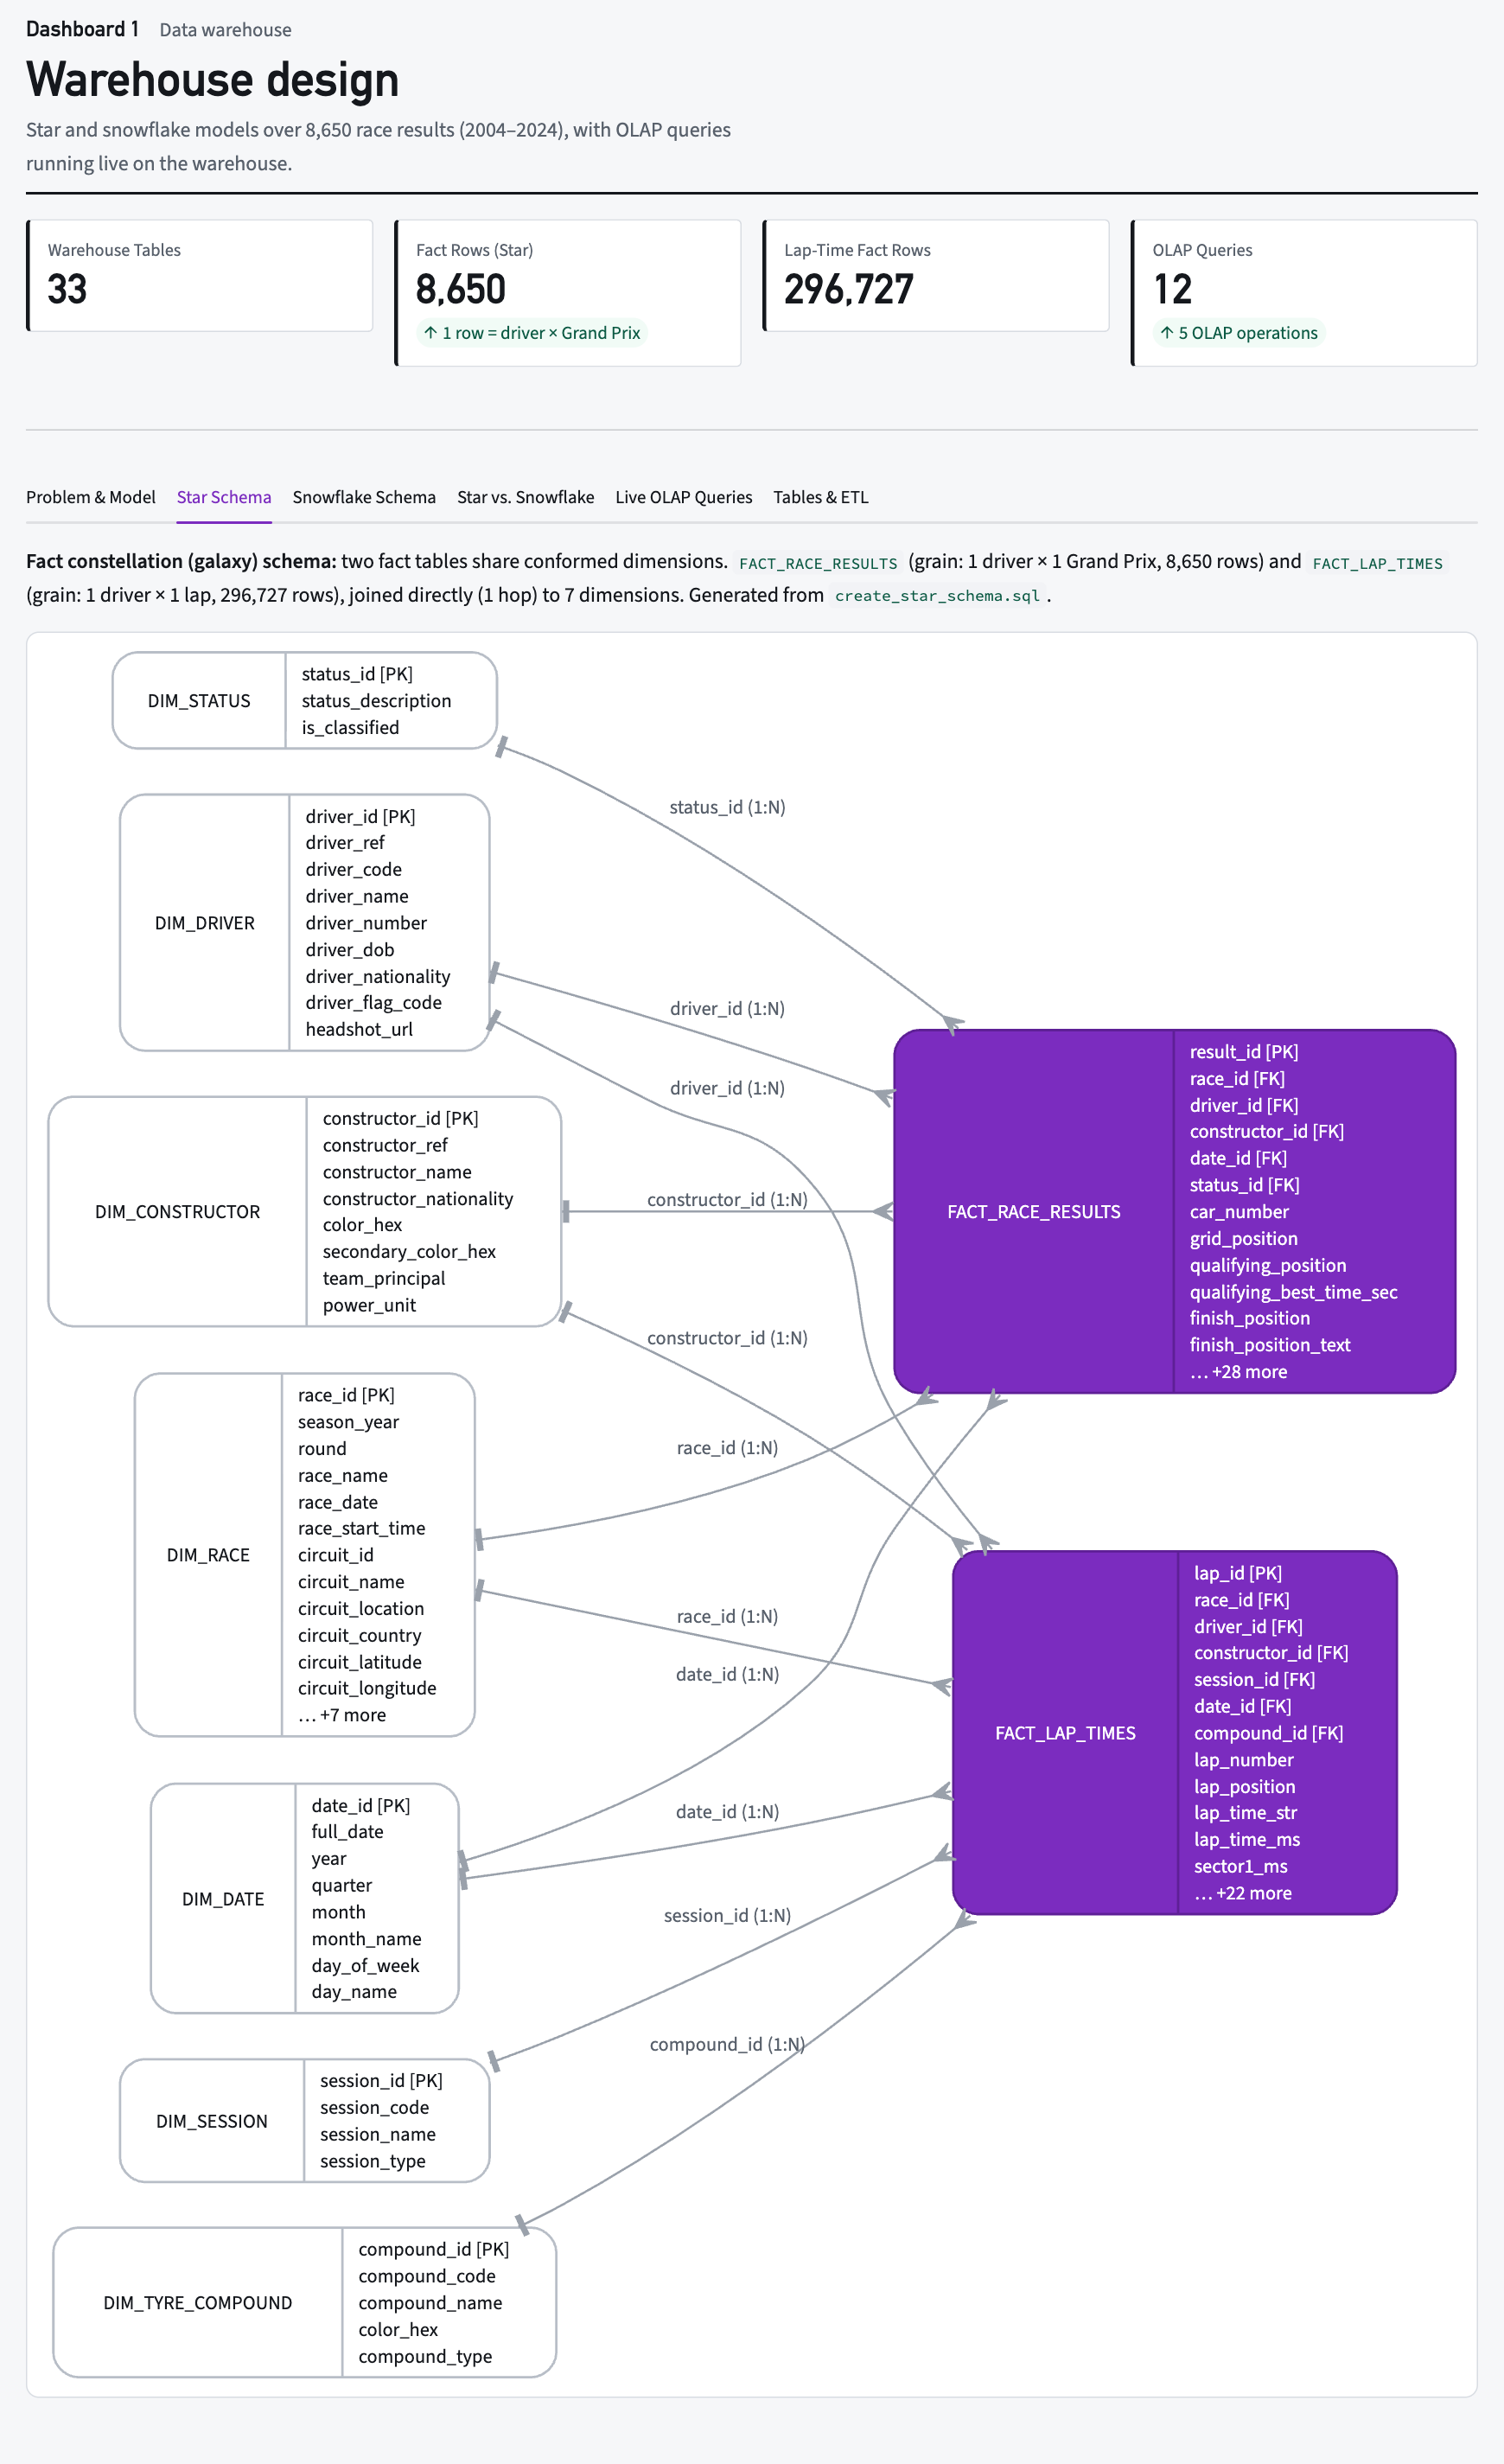 Dashboard 1 Data warehouse
Warehouse design
Star and snowflake models over 8,650 race results (2004–2024), with OLAP queries
running live on the warehouse.
Warehouse Tables
33
Fact Rows (Star)
8,650
↑ 1 row = driver × Grand Prix
Lap-Time Fact Rows
296,727
OLAP Queries
12
↑ 5 OLAP operations
Problem & Model Star Schema Snowflake Schema Star vs. Snowflake Live OLAP Queries Tables & ETL
Fact constellation (galaxy) schema: two fact tables share conformed dimensions. FACT_RACE_RESULTS (grain: 1 driver × 1 Grand Prix, 8,650 rows) and FACT_LAP_TIMES
(grain: 1 driver × 1 lap, 296,727 rows), joined directly (1 hop) to 7 dimensions. Generated from create_star_schema.sql .
DIM_STATUS
status_id [PK]
status_description
is_classified
status_id (1:N)
DIM_DRIVER
driver_id [PK]
driver_ref
driver_code
driver_name
driver_number
driver_dob
driver_nationality
driver_flag_code
headshot_url
driver_id (1:N)
driver_id (1:N)
DIM_CONSTRUCTOR
constructor_id [PK]
constructor_ref
constructor_name
constructor_nationality
color_hex
secondary_color_hex
team_principal
power_unit
constructor_id (1:N)
constructor_id (1:N)
FACT_RACE_RESULTS
result_id [PK]
race_id [FK]
driver_id [FK]
constructor_id [FK]
date_id [FK]
status_id [FK]
car_number
grid_position
qualifying_position
qualifying_best_time_sec
finish_position
finish_position_text
… +28 more
DIM_RACE
race_id [PK]
season_year
round
race_name
race_date
race_start_time
circuit_id
circuit_name
circuit_location
circuit_country
circuit_latitude
circuit_longitude
… +7 more
race_id (1:N)
race_id (1:N)
date_id (1:N)
FACT_LAP_TIMES
lap_id [PK]
race_id [FK]
driver_id [FK]
constructor_id [FK]
session_id [FK]
date_id [FK]
compound_id [FK]
lap_number
lap_position
lap_time_str
lap_time_ms
sector1_ms
… +22 more
DIM_DATE
date_id [PK]
full_date
year
quarter
month
month_name
day_of_week
day_name
date_id (1:N)
session_id (1:N)
DIM_SESSION
session_id [PK]
session_code
session_name
session_type
compound_id (1:N)
DIM_TYRE_COMPOUND
compound_id [PK]
compound_code
compound_name
color_hex
compound_type